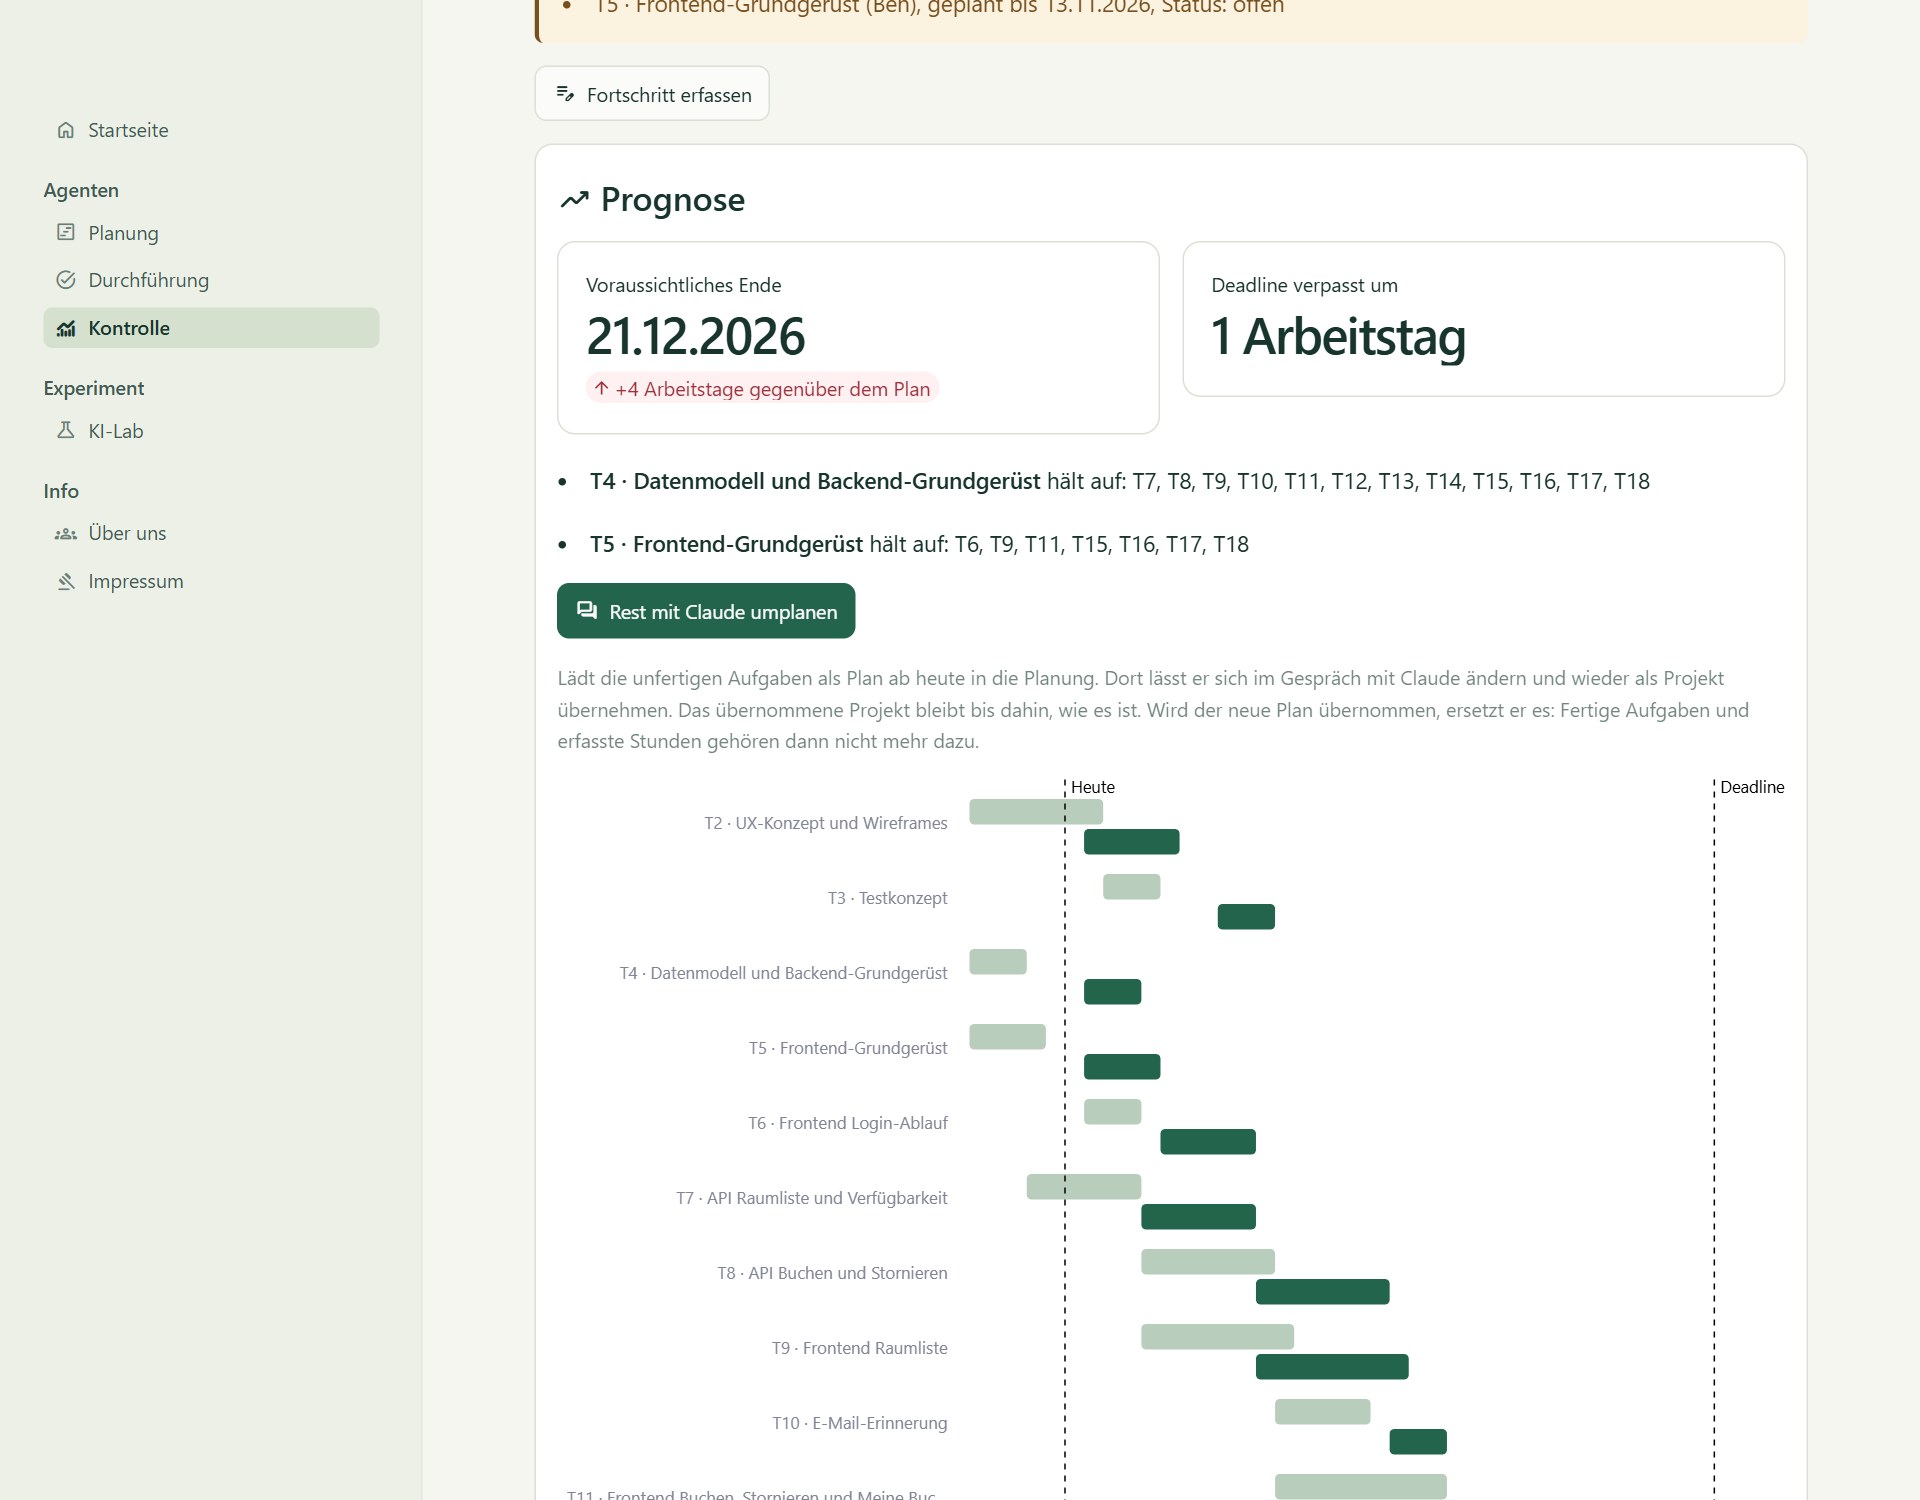 T5 · Frontend-Grundgerüst (Ben), geplant bis 13.11.2026, Status: offen
Fortschritt erfassen
Startseite
Agenten
Planung
Durchführung
Kontrolle
Experiment
KI-Lab
Info
Über uns
Impressum
Prognose
Voraussichtliches Ende
21.12.2026
+4 Arbeitstage gegenüber dem Plan
Deadline verpasst um
1 Arbeitstag
T4 · Datenmodell und Backend-Grundgerüst hält auf: T7, T8, T9, T10, T11, T12, T13, T14, T15, T16, T17, T18
T5 · Frontend-Grundgerüst hält auf: T6, T9, T11, T15, T16, T17, T18
Rest mit Claude umplanen
Lädt die unfertigen Aufgaben als Plan ab heute in die Planung. Dort lässt er sich im Gespräch mit Claude ändern und wieder als Projekt
übernehmen. Das übernommene Projekt bleibt bis dahin, wie es ist. Wird der neue Plan übernommen, ersetzt er es: Fertige Aufgaben und
erfasste Stunden gehören dann nicht mehr dazu.
Heute
Deadline
T2 · UX-Konzept und Wireframes
T3 · Testkonzept
T4 · Datenmodell und Backend-Grundgerüst
T5 · Frontend-Grundgerüst
T6 · Frontend Login-Ablauf
T7 · API Raumliste und Verfügbarkeit
T8 · API Buchen und Stornieren
T9 · Frontend Raumliste
T10 · E-Mail-Erinnerung
T11 · Frontend Buchen, Stornieren und Meine Buc…